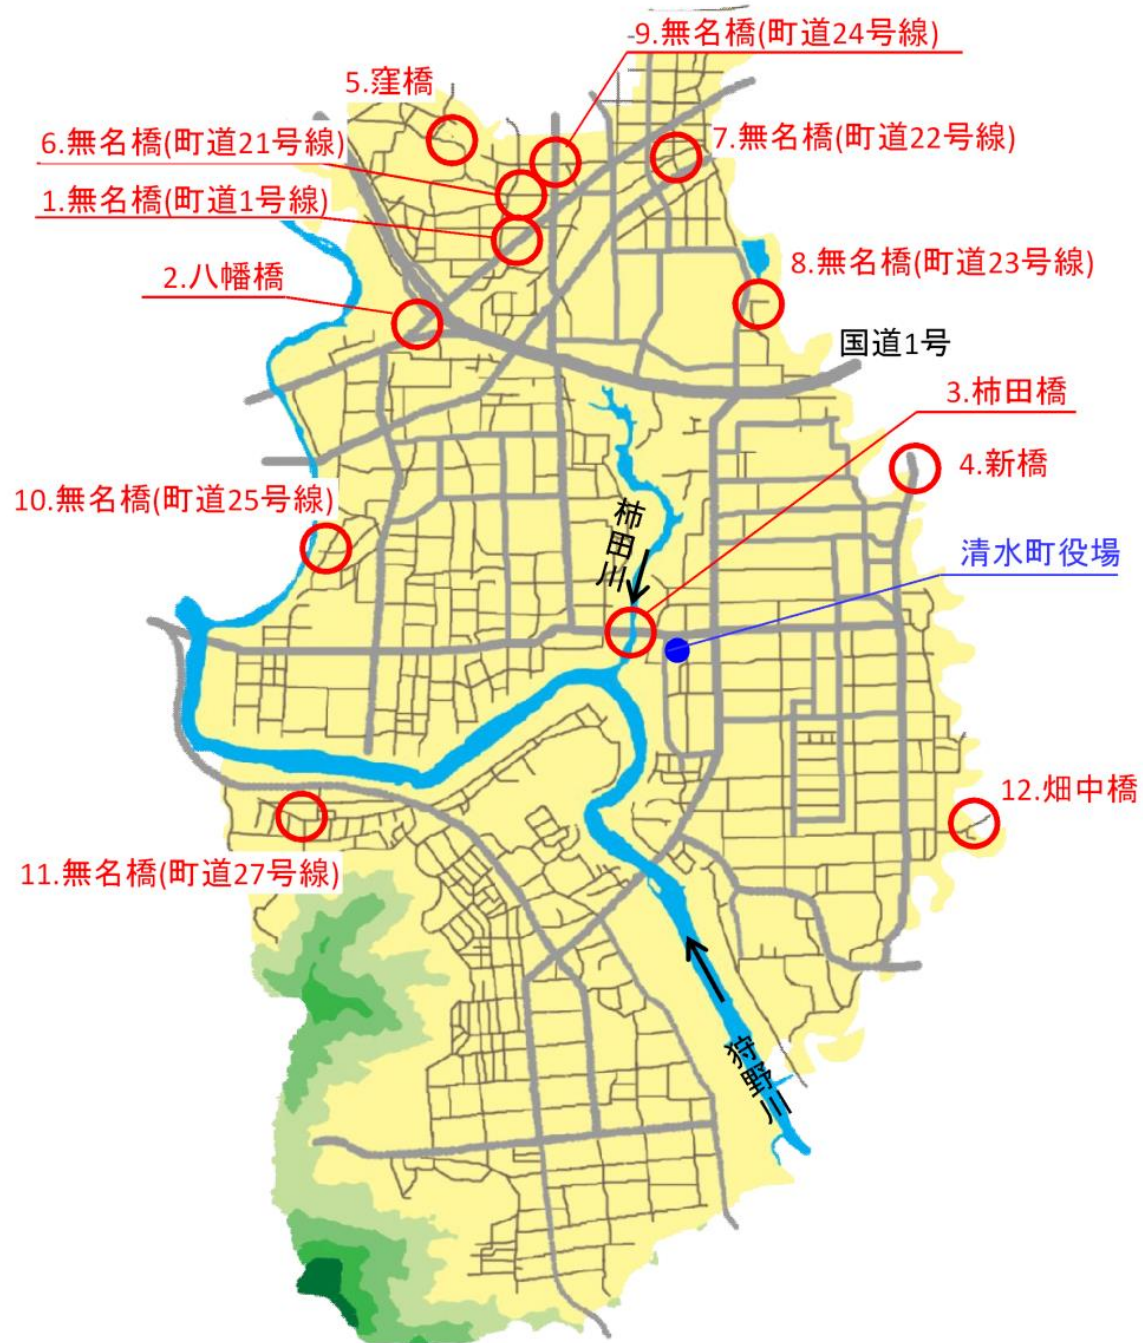 9.無名橋(町道24号線)
5.窪橋
6.無名橋(町道21号線)
7.無名橋(町道22号線)
1.無名橋(町道1号線)
8.無名橋(町道23号線)
2.八幡橋
国道1号
3.柿田橋
4.新橋
10.無名橋(町道25号線)
柿田川
清水町役場
12.畑中橋
11.無名橋(町道27号線)
狩野川